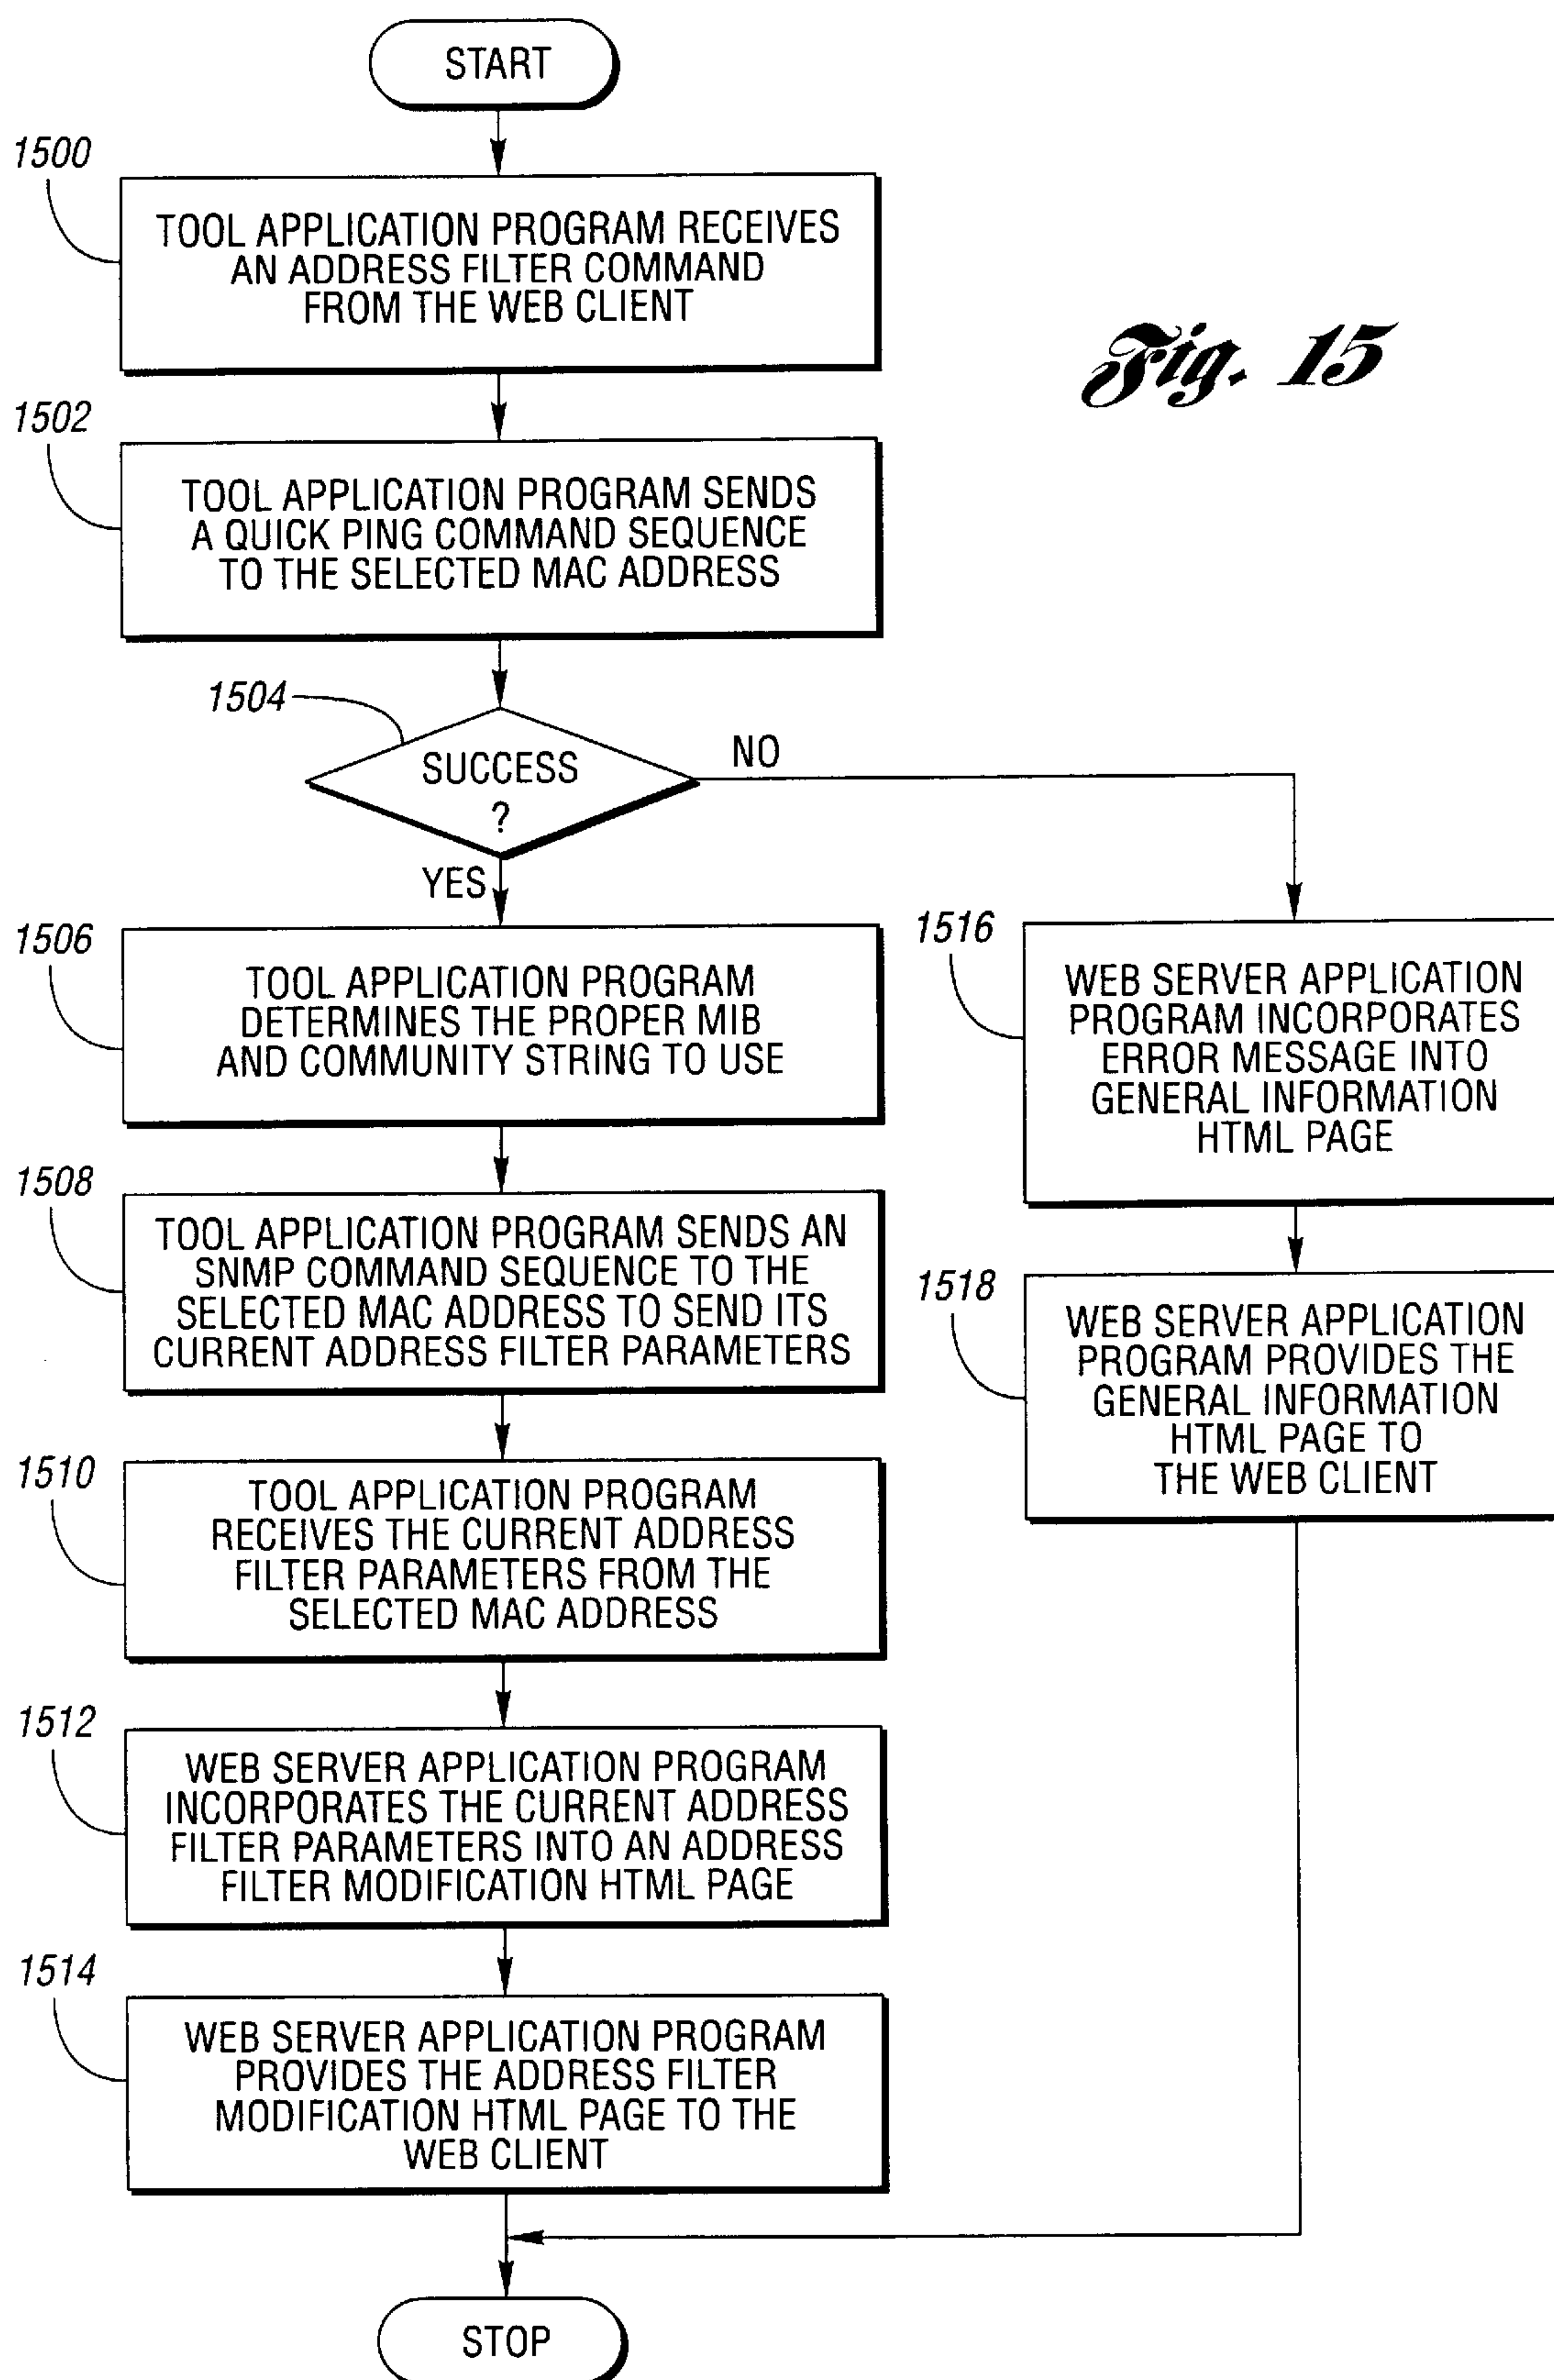 START
1500
TOOL APPLICATION PROGRAM RECEIVES
AN ADDRESS FILTER COMMAND
FROM THE WEB CLIENT
Fig. 15
1502
TOOL APPLICATION PROGRAM SENDS
A QUICK PING COMMAND SEQUENCE
TO THE SELECTED MAC ADDRESS
1504
SUCCESS
?
NO
YES
1506
TOOL APPLICATION PROGRAM
DETERMINES THE PROPER MIB
AND COMMUNITY STRING TO USE
1508
TOOL APPLICATION PROGRAM SENDS AN
SNMP COMMAND SEQUENCE TO THE
SELECTED MAC ADDRESS TO SEND ITS
CURRENT ADDRESS FILTER PARAMETERS
1510
TOOL APPLICATION PROGRAM
RECEIVES THE CURRENT ADDRESS
FILTER PARAMETERS FROM THE
SELECTED MAC ADDRESS
1512
WEB SERVER APPLICATION PROGRAM
INCORPORATES THE CURRENT ADDRESS
FILTER PARAMETERS INTO AN ADDRESS
FILTER MODIFICATION HTML PAGE
1514
WEB SERVER APPLICATION PROGRAM
PROVIDES THE ADDRESS FILTER
MODIFICATION HTML PAGE TO THE
WEB CLIENT
1516
WEB SERVER APPLICATION
PROGRAM INCORPORATES
ERROR MESSAGE INTO
GENERAL INFORMATION
HTML PAGE
1518
WEB SERVER APPLICATION
PROGRAM PROVIDES THE
GENERAL INFORMATION
HTML PAGE TO
THE WEB CLIENT
STOP